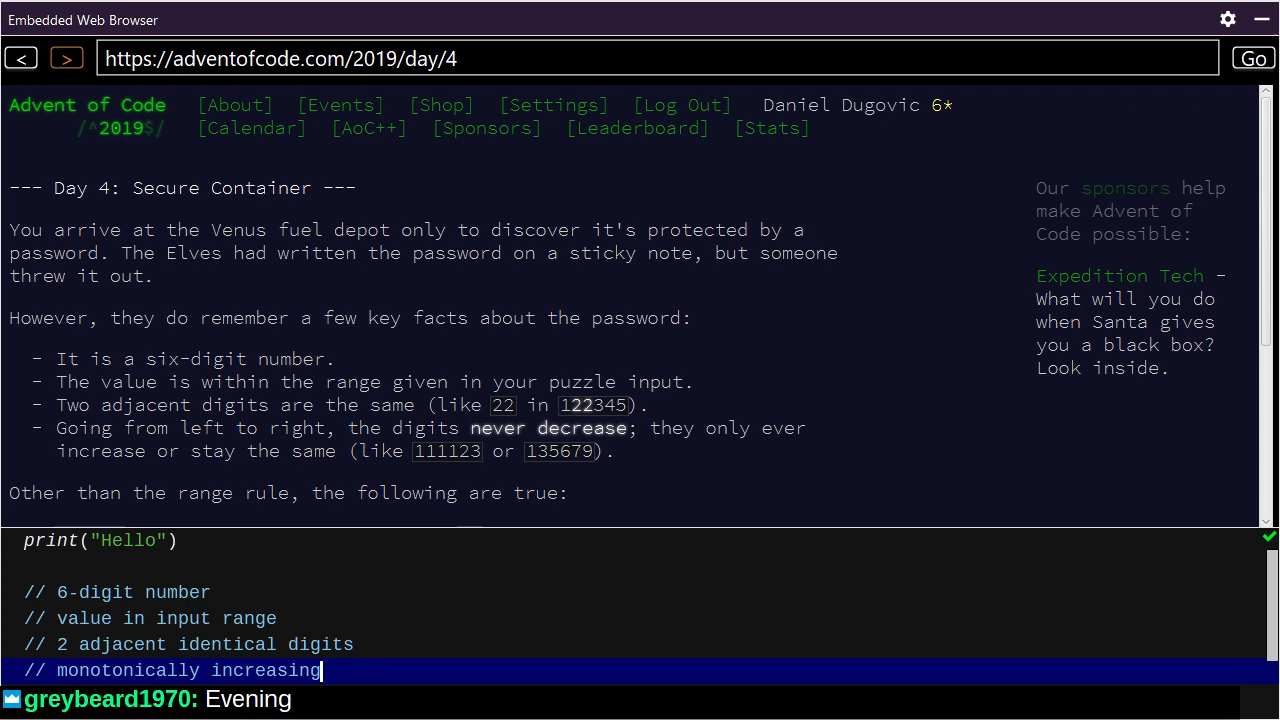 Embedded Web Browser
< > https://adventofcode.com/2019/day/4 Go
Advent of Code [About] [Events] [Shop] [Settings] [Log Out] Daniel Dugovic 6*
/^2019$/ [Calendar] [AoC++] [Sponsors] [Leaderboard] [Stats]
--- Day 4: Secure Container ---
You arrive at the Venus fuel depot only to discover it's protected by a
password. The Elves had written the password on a sticky note, but someone
threw it out.
However, they do remember a few key facts about the password:
- It is a six-digit number.
- The value is within the range given in your puzzle input.
- Two adjacent digits are the same (like 22 in 122345).
- Going from left to right, the digits never decrease; they only ever
increase or stay the same (like 111123 or 135679).
Other than the range rule, the following are true:
Our sponsors help
make Advent of
Code possible:
Expedition Tech -
What will you do
when Santa gives
you a black box?
Look inside.
print("Hello")
// 6-digit number
// value in input range
// 2 adjacent identical digits
// monotonically increasing
greybeard1970: Evening